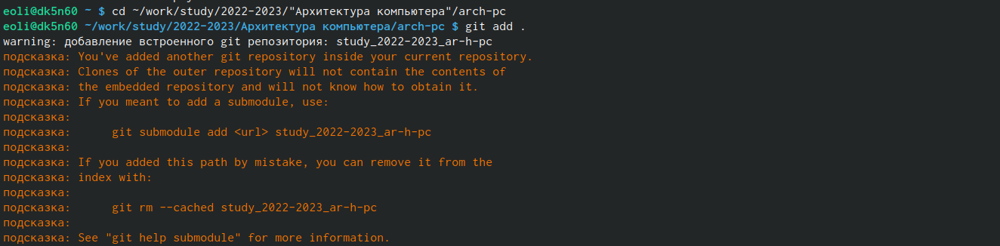 eoli@dk5n60 ~ $ cd ~/work/study/2022-2023/"Архитектура компьютера"/arch-pc
eoli@dk5n60 ~/work/study/2022-2023/Архитектура компьютера/arch-pc $ git add .
warning: добавление встроенного git репозитория: study_2022-2023_ar-h-pc
подсказка: You've added another git repository inside your current repository.
подсказка: Clones of the outer repository will not contain the contents of
подсказка: the embedded repository and will not know how to obtain it.
подсказка: If you meant to add a submodule, use:
подсказка:
подсказка:      git submodule add <url> study_2022-2023_ar-h-pc
подсказка:
подсказка: If you added this path by mistake, you can remove it from the
подсказка: index with:
подсказка:
подсказка:      git rm --cached study_2022-2023_ar-h-pc
подсказка:
подсказка: See "git help submodule" for more information.